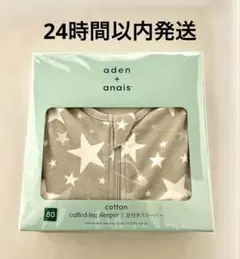 24時間以内発送
aden
+
anais™
cotton
80
cuffed-leg sleeper | 足付きスリーパー